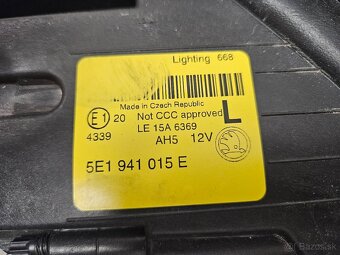 Lighting 668
Made in Czech Republic
E1 20 Not CCC approved L
4339 LE 15A 6369
AH5 12V
5E1 941 015 E
Bazos.sk